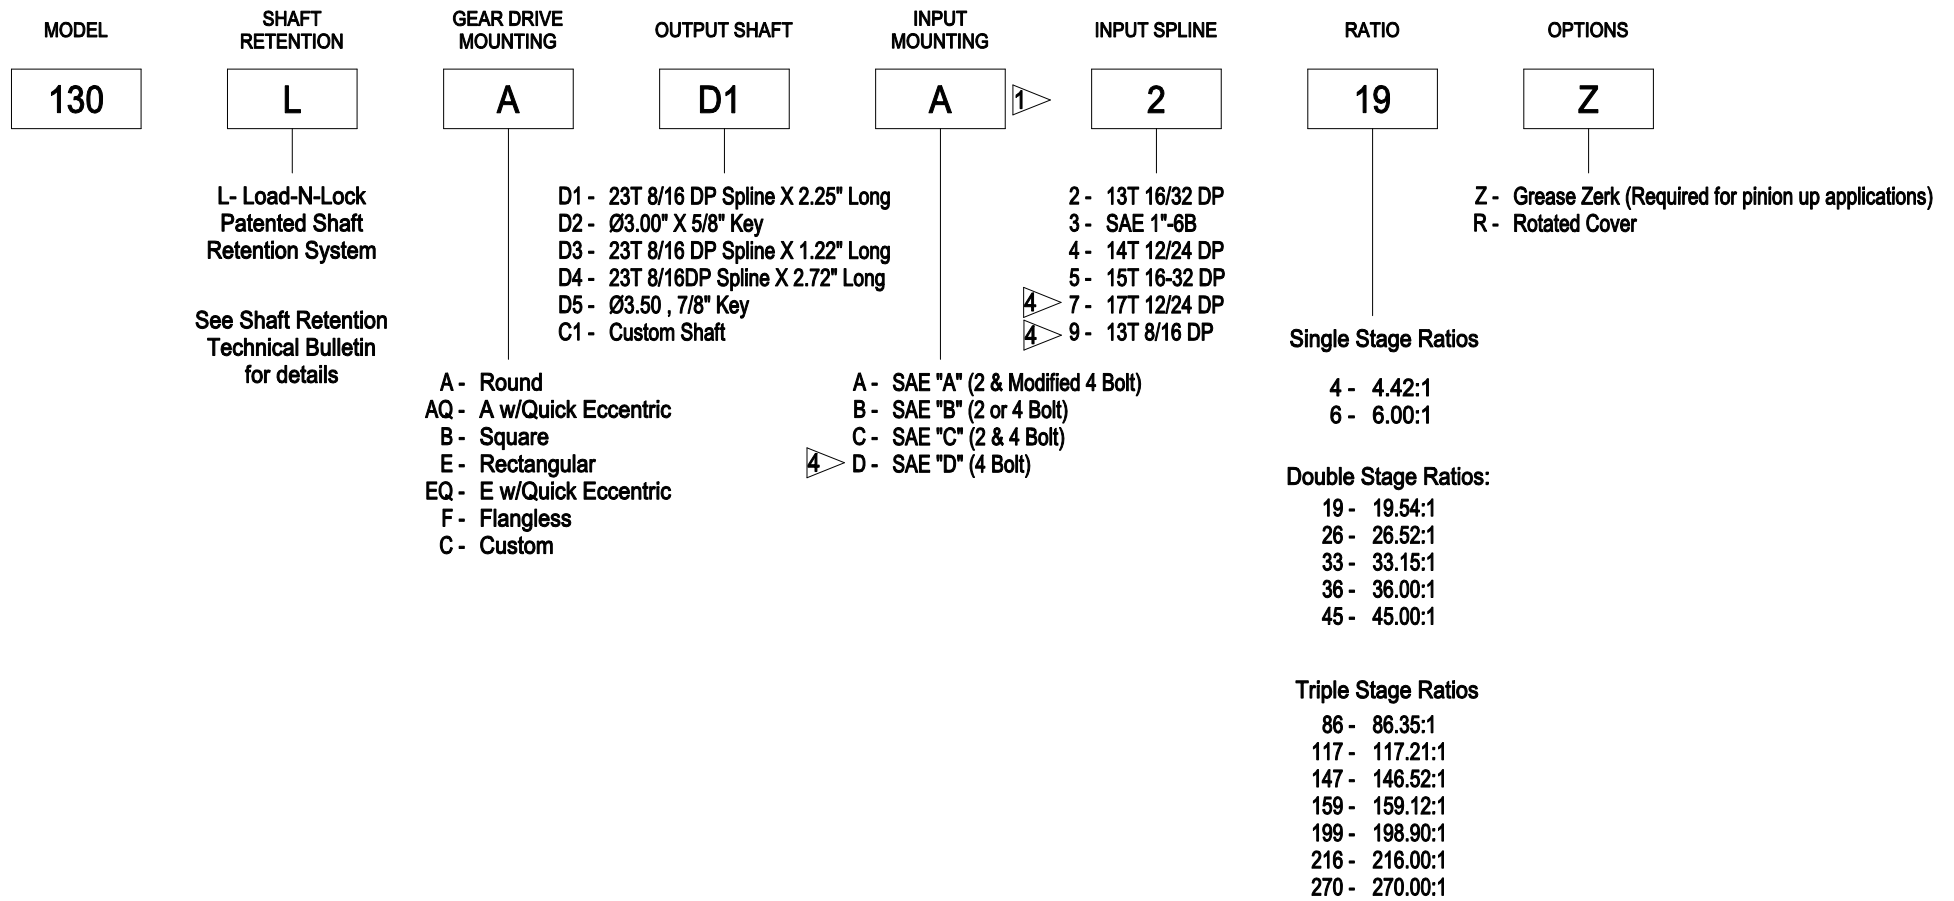 MODEL
SHAFT
RETENTION
GEAR DRIVE
MOUNTING
OUTPUT SHAFT
INPUT
MOUNTING
INPUT SPLINE
RATIO
OPTIONS
130
L
A
D1
A
1
2
19
Z
L- Load-N-Lock
Patented Shaft
Retention System
See Shaft Retention
Technical Bulletin
for details
A - Round
AQ - A w/Quick Eccentric
B - Square
E - Rectangular
EQ - E w/Quick Eccentric
F - Flangless
C - Custom
D1 - 23T 8/16 DP Spline X 2.25" Long
D2 - Ø3.00" X 5/8" Key
D3 - 23T 8/16 DP Spline X 1.22" Long
D4 - 23T 8/16DP Spline X 2.72" Long
D5 - Ø3.50 , 7/8" Key
C1 - Custom Shaft
A - SAE "A" (2 & Modified 4 Bolt)
B - SAE "B" (2 or 4 Bolt)
C - SAE "C" (2 & 4 Bolt)
4 D - SAE "D" (4 Bolt)
2 - 13T 16/32 DP
3 - SAE 1"-6B
4 - 14T 12/24 DP
5 - 15T 16-32 DP
4 7 - 17T 12/24 DP
4 9 - 13T 8/16 DP
Single Stage Ratios
4 - 4.42:1
6 - 6.00:1
Double Stage Ratios:
19 - 19.54:1
26 - 26.52:1
33 - 33.15:1
36 - 36.00:1
45 - 45.00:1
Triple Stage Ratios
86 - 86.35:1
117 - 117.21:1
147 - 146.52:1
159 - 159.12:1
199 - 198.90:1
216 - 216.00:1
270 - 270.00:1
Z - Grease Zerk (Required for pinion up applications)
R - Rotated Cover